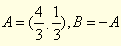 A = (4/3 · 1/3), B = −A